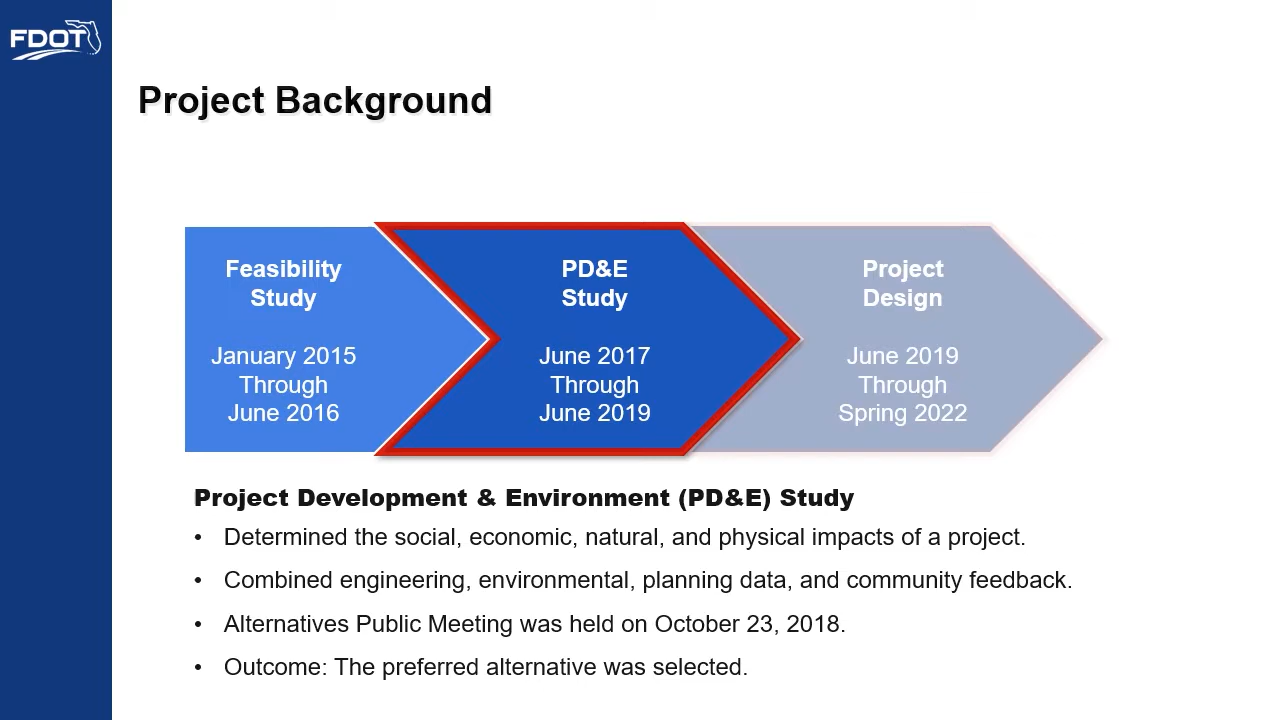 FDOT
Project Background
Feasibility
Study
January 2015
Through
June 2016
PD&E
Study
June 2017
Through
June 2019
Project
Design
June 2019
Through
Spring 2022
Project Development & Environment (PD&E) Study
• Determined the social, economic, natural, and physical impacts of a project.
• Combined engineering, environmental, planning data, and community feedback.
• Alternatives Public Meeting was held on October 23, 2018.
• Outcome: The preferred alternative was selected.